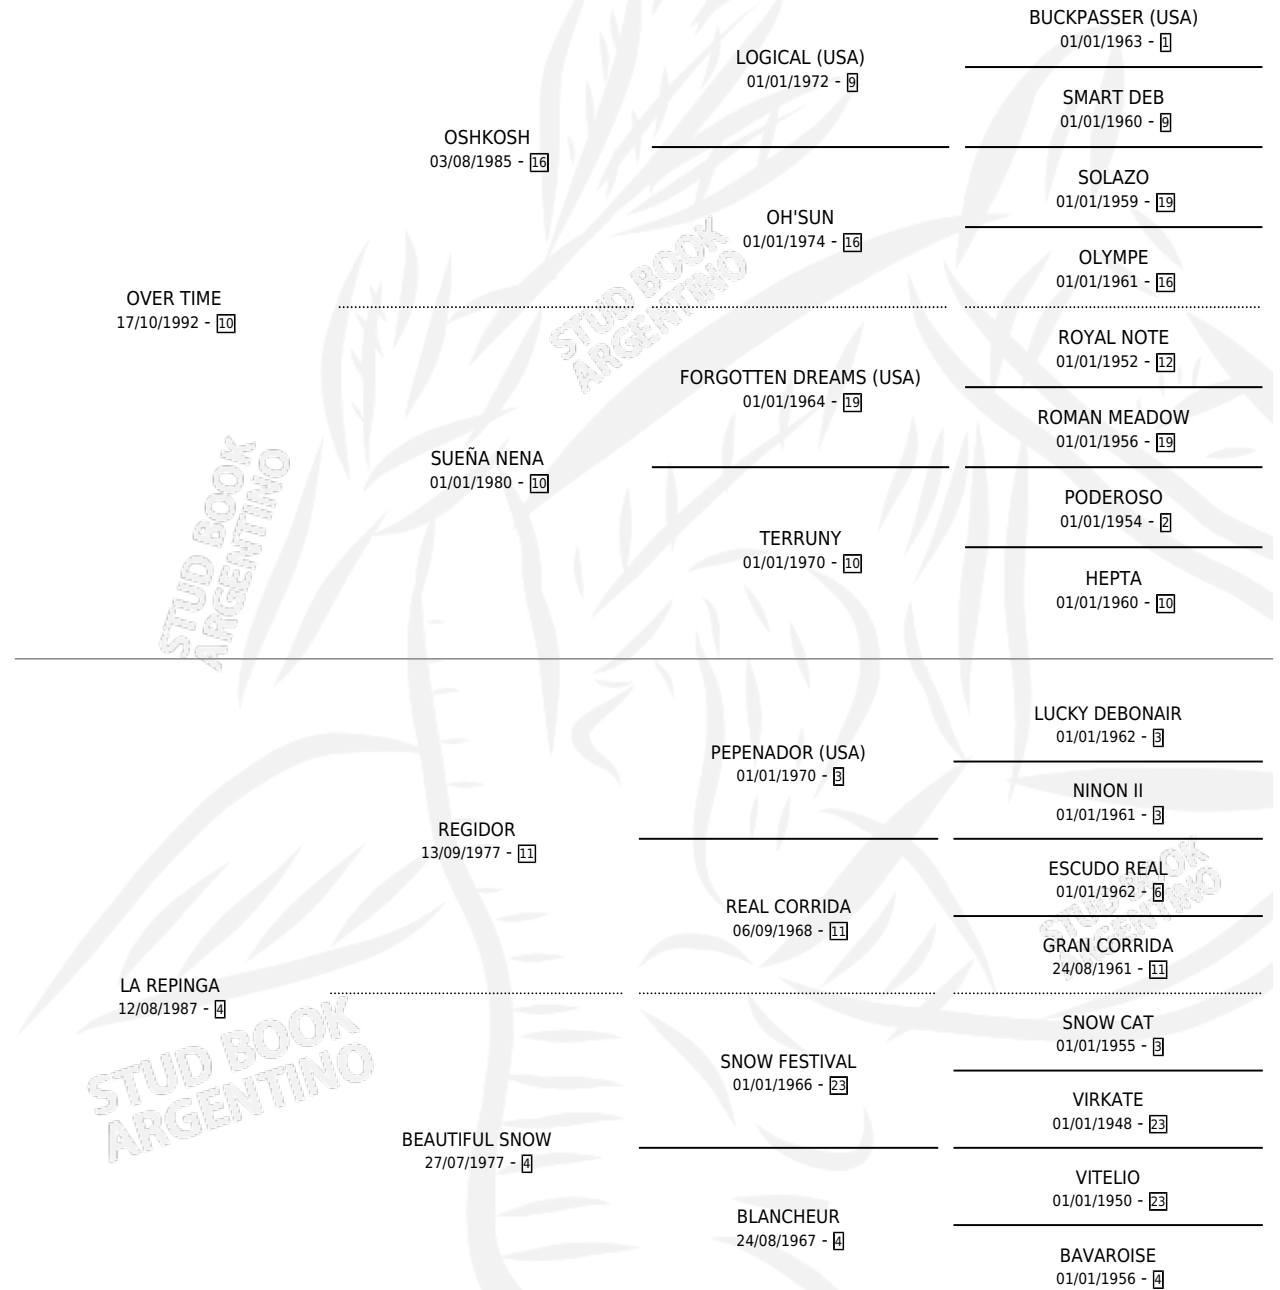 BUCKPASSER (USA)
01/01/1963 - 1
LOGICAL (USA)
01/01/1972 - 9
SMART DEB
01/01/1960 - 9
OSHKOSH
03/08/1985 - 16
SOLAZO
01/01/1959 - 19
OH'SUN
01/01/1974 - 16
OLYMPE
01/01/1961 - 16
OVER TIME
17/10/1992 - 10
ROYAL NOTE
01/01/1952 - 12
FORGOTTEN DREAMS (USA)
01/01/1964 - 19
ROMAN MEADOW
01/01/1956 - 19
SUEÑA NENA
01/01/1980 - 10
PODEROSO
01/01/1954 - 2
TERRUNY
01/01/1970 - 10
HEPTA
01/01/1960 - 10
STUD BOOK
ARGENTINO
STUD BOOK
ARGENTINO
LUCKY DEBONAIR
01/01/1962 - 3
PEPENADOR (USA)
01/01/1970 - 3
NINON II
01/01/1961 - 3
REGIDOR
13/09/1977 - 11
ESCUDO REAL
01/01/1962 - 6
REAL CORRIDA
06/09/1968 - 11
GRAN CORRIDA
24/08/1961 - 11
LA REPINGA
12/08/1987 - 4
SNOW CAT
01/01/1955 - 3
SNOW FESTIVAL
01/01/1966 - 23
VIRKATE
01/01/1948 - 23
BEAUTIFUL SNOW
27/07/1977 - 4
VITELIO
01/01/1950 - 23
BLANCHEUR
24/08/1967 - 4
BAVAROISE
01/01/1956 - 4
STUD BOOK
ARGENTINO
STUD BOOK
ARGENTINO